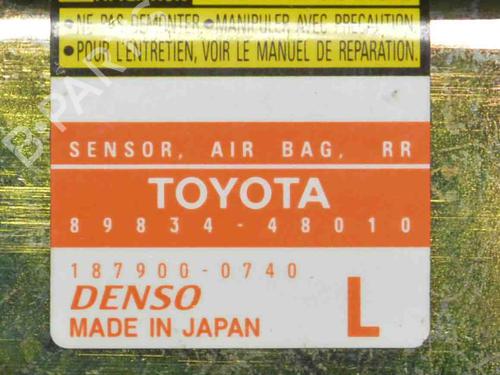 • NE PAS DEMONTER. • MANIPULER AVEC PRECAUTION.
• POUR L'ENTRETIEN, VOIR LE MANUEL DE REPARATION.
SENSOR, AIR BAG, RR
TOYOTA
89834-48010
187900-0740
DENSO
MADE IN JAPAN
L